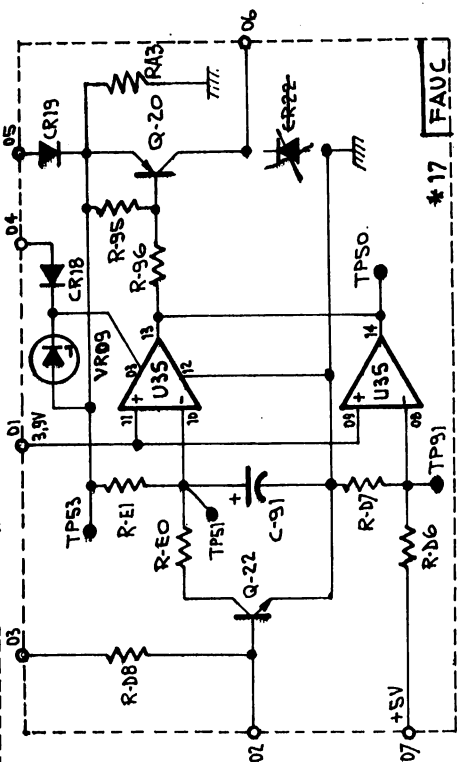 03
01
3,9V
04
05
06
CR18
CR19
VR09
RA3
Q-20
R-95
R-96
TP53
R-E1
03
11
+
10
-
U35
13
12
R-E0
TP51
+
C-91
CR22
R-D8
Q-22
02
R-D7
09
+
08
-
U35
14
TP50
TP91
R-D6
+5V
07
*17
FAUC